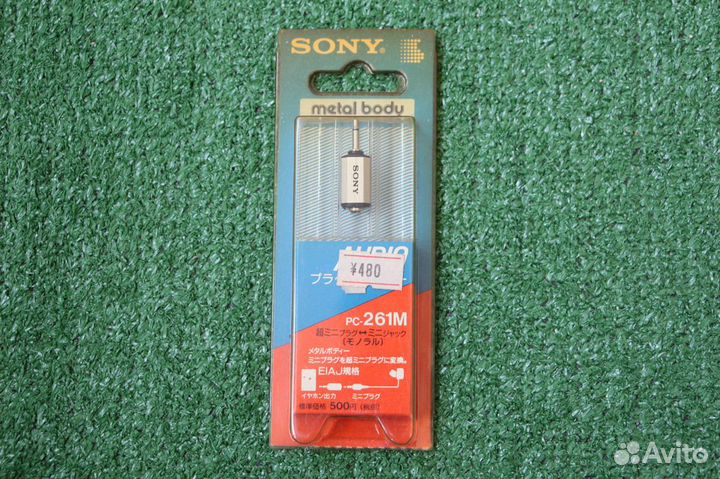 SONY®
metal body
SONY
AUDIO
¥480
プラ
PC-261M
超ミニプラグ↔ミニジャック
(モノラル)
メタルボディー
ミニプラグを超ミニプラグに変換。
EIAJ規格
イヤホン出力 ミニプラグ
標準価格 500円(税別)
Avito